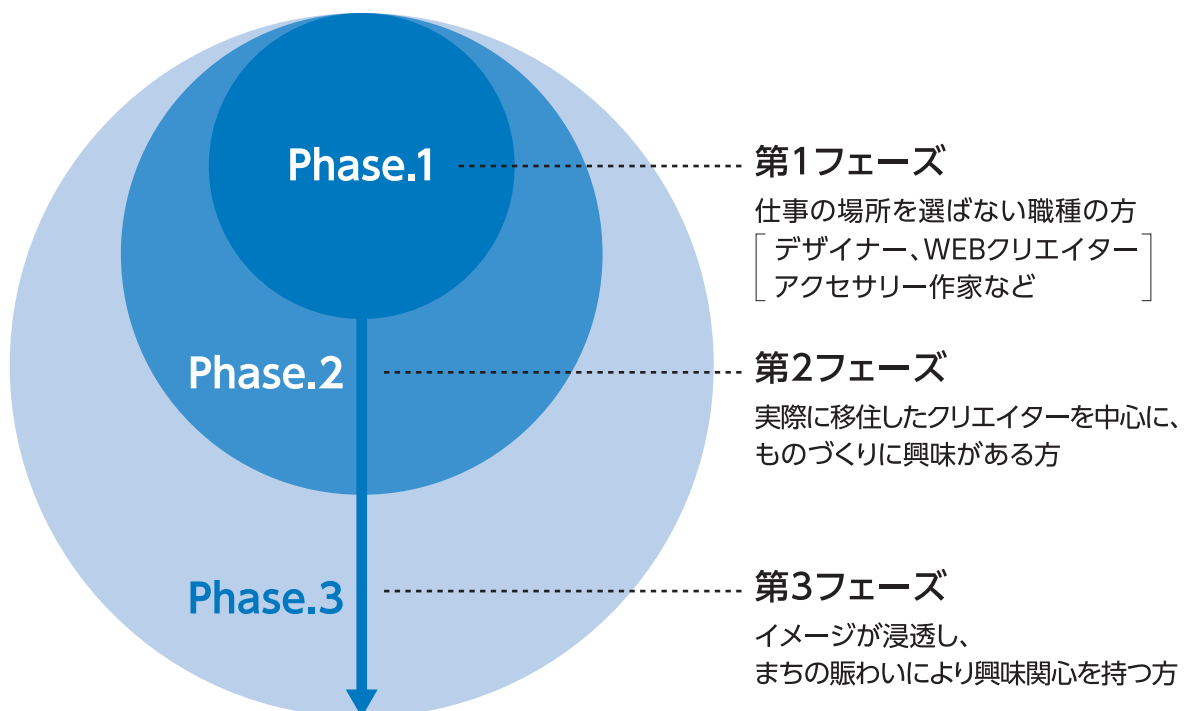 Phase.1
第1フェーズ
仕事の場所を選ばない職種の方
デザイナー、WEBクリエイター
アクセサリー作家など
Phase.2
第2フェーズ
実際に移住したクリエイターを中心に、
ものづくりに興味がある方
Phase.3
第3フェーズ
イメージが浸透し、
まちの賑わいにより興味関心を持つ方